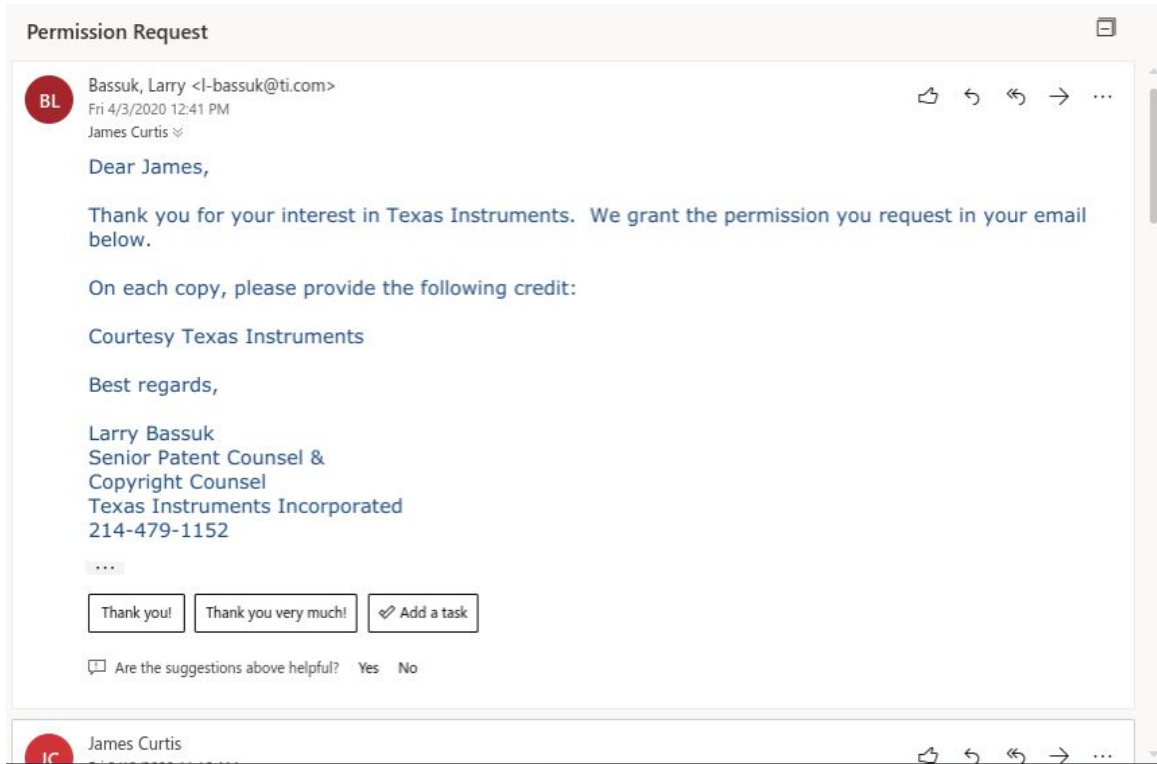 Permission Request
BL
Bassuk, Larry <l-bassuk@ti.com>
Fri 4/3/2020 12:41 PM
James Curtis
Dear James,
Thank you for your interest in Texas Instruments.  We grant the permission you request in your email
below.
On each copy, please provide the following credit:
Courtesy Texas Instruments
Best regards,
Larry Bassuk
Senior Patent Counsel &
Copyright Counsel
Texas Instruments Incorporated
214-479-1152
...
Thank you! Thank you very much! Add a task
Are the suggestions above helpful? Yes No
JC
James Curtis